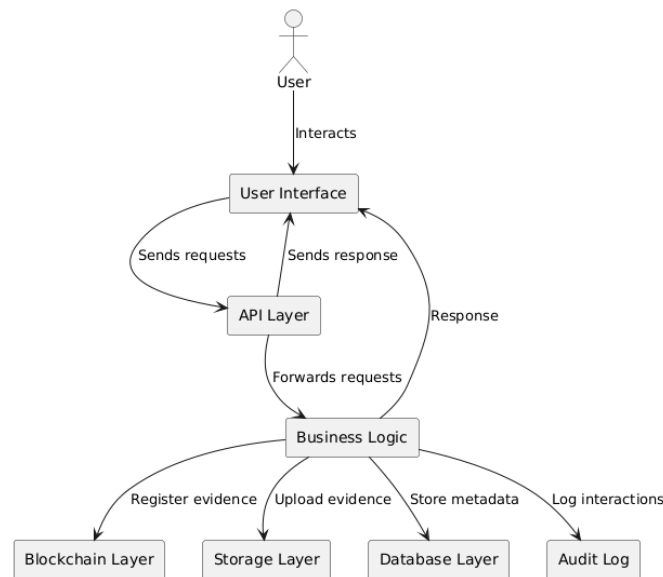 User
Interacts
User Interface
Sends requests
Sends response
API Layer
Response
Forwards requests
Business Logic
Register evidence
Upload evidence
Store metadata
Log interactions
Blockchain Layer
Storage Layer
Database Layer
Audit Log